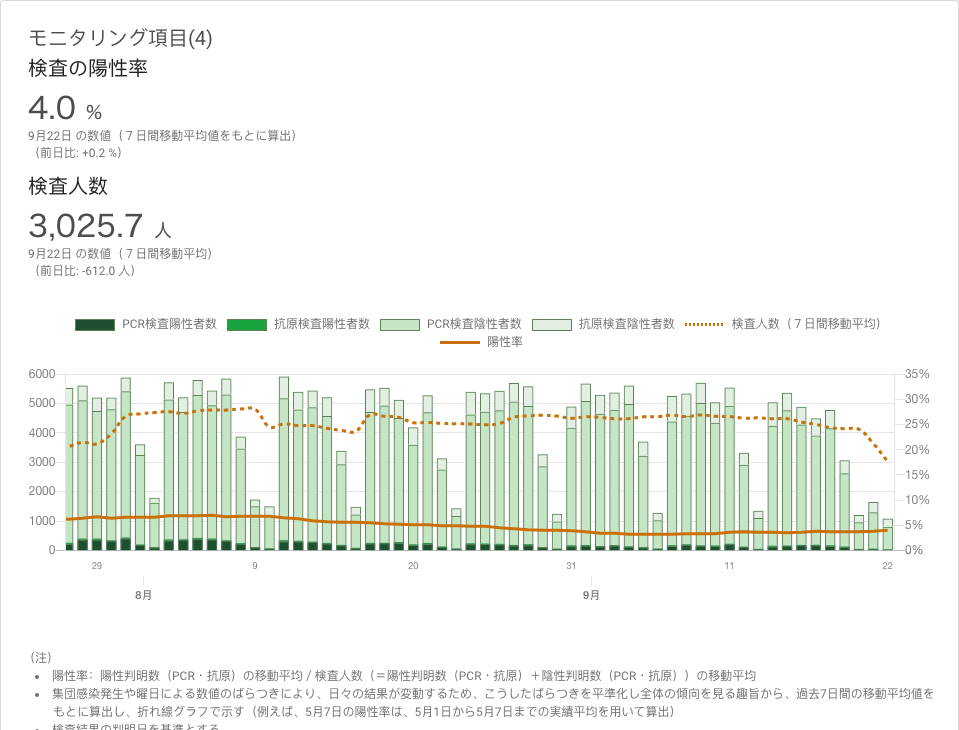 モニタリング項目(4)
検査の陽性率
4.0 %
9月22日 の数値（７日間移動平均値をもとに算出）
（前日比: +0.2 %）
検査人数
3,025.7 人
9月22日 の数値（７日間移動平均）
（前日比: -612.0 人）
PCR検査陽性者数 抗原検査陽性者数 PCR検査陰性者数 抗原検査陰性者数 検査人数（７日間移動平均）
陽性率
6000 35%
5000 30%
4000 25%
3000 20%
2000 15%
1000 10%
0 5%
0%
29 9 20 31 11 22
8月 9月
（注）
• 陽性率：陽性判明数（PCR・抗原）の移動平均 / 検査人数（＝陽性判明数（PCR・抗原）＋陰性判明数（PCR・抗原））の移動平均
• 集団感染発生や曜日による数値のばらつきにより、日々の結果が変動するため、こうしたばらつきを平準化し全体の傾向を見る趣旨から、過去7日間の移動平均値を
もとに算出し、折れ線グラフで示す（例えば、5月7日の陽性率は、5月1日から5月7日までの実績平均を用いて算出）
• 検査結果の判明日を基準とする